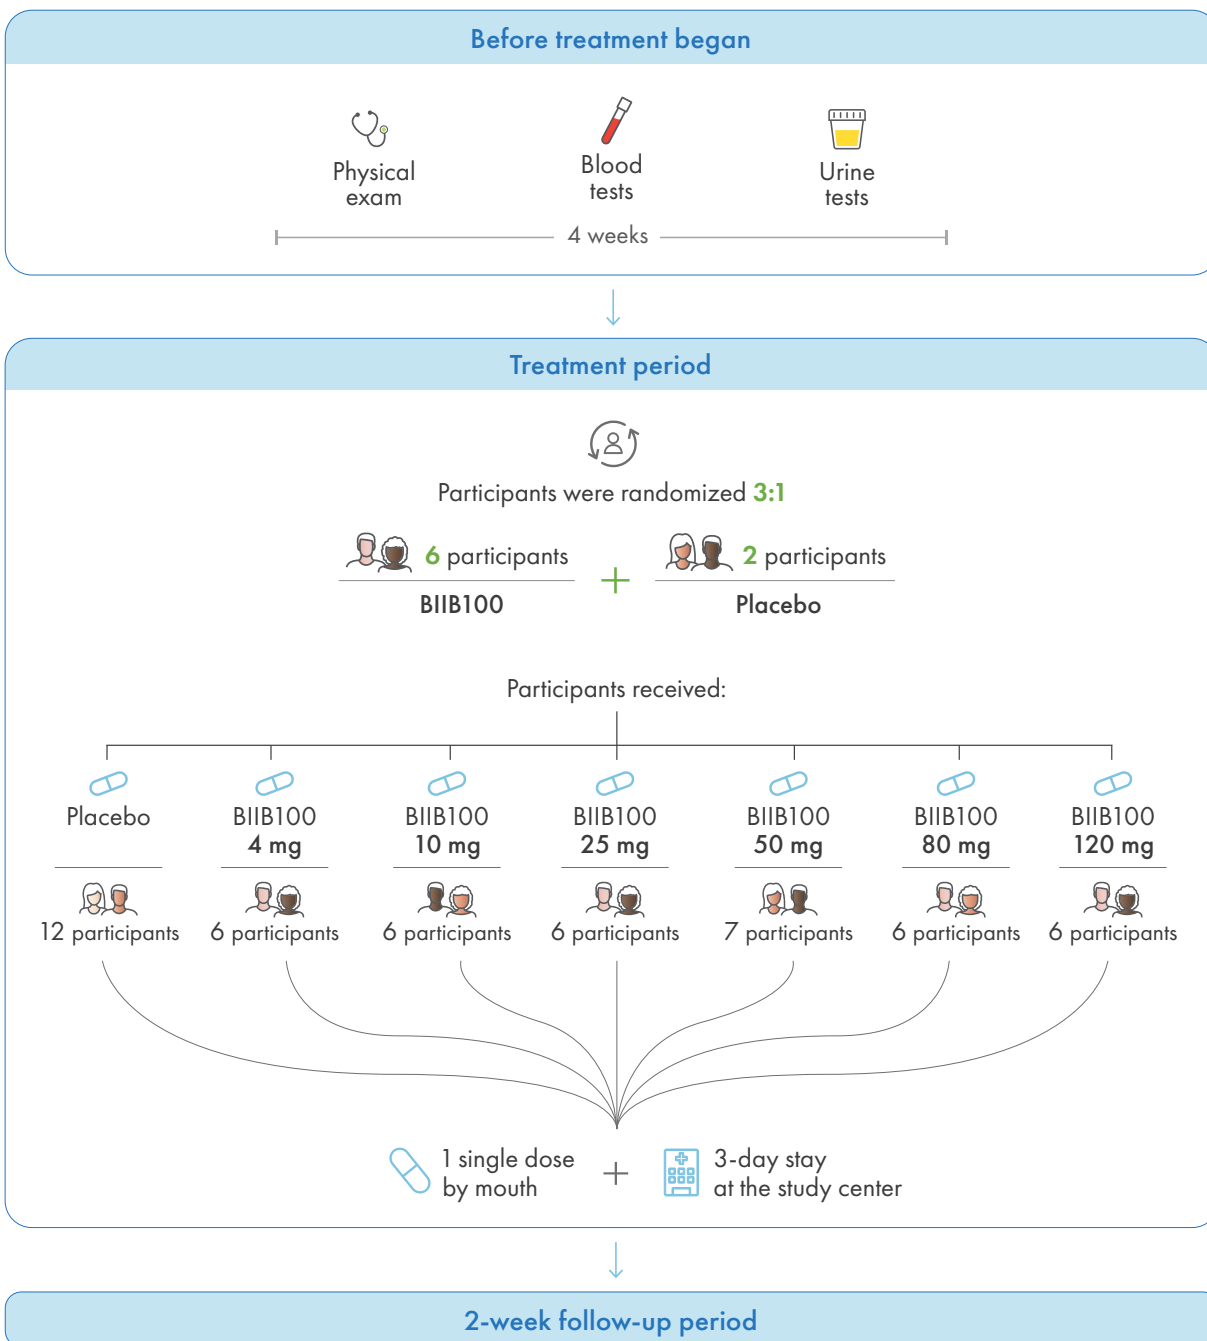 Before treatment began
Physical
exam
Blood
tests
Urine
tests
4 weeks
Treatment period
Participants were randomized 3:1
6 participants
BIIB100
2 participants
Placebo
Participants received:
Placebo
BIIB100
4 mg
BIIB100
10 mg
BIIB100
25 mg
BIIB100
50 mg
BIIB100
80 mg
BIIB100
120 mg
12 participants
6 participants
6 participants
6 participants
7 participants
6 participants
6 participants
1 single dose
by mouth
3-day stay
at the study center
2-week follow-up period